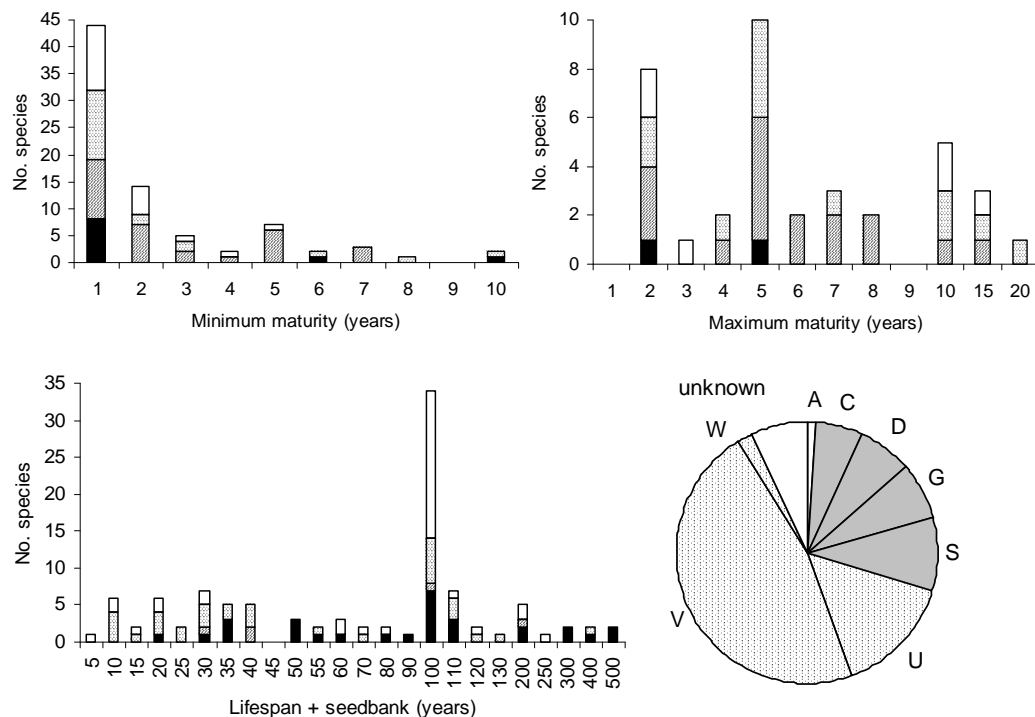 No. species
45
40
35
30
25
20
15
10
5
0
1 2 3 4 5 6 7 8 9 10
Minimum maturity (years)
No. species
10
8
6
4
2
0
1 2 3 4 5 6 7 8 9 10 15 20
Maximum maturity (years)
No. species
35
30
25
20
15
10
5
0
5 10 15 20 25 30 35 40 45 50 55 60 70 80 90 100 110 120 130 200 250 300 400 500
Lifespan + seedbank (years)
unknown
A
C
D
G
S
U
V
W